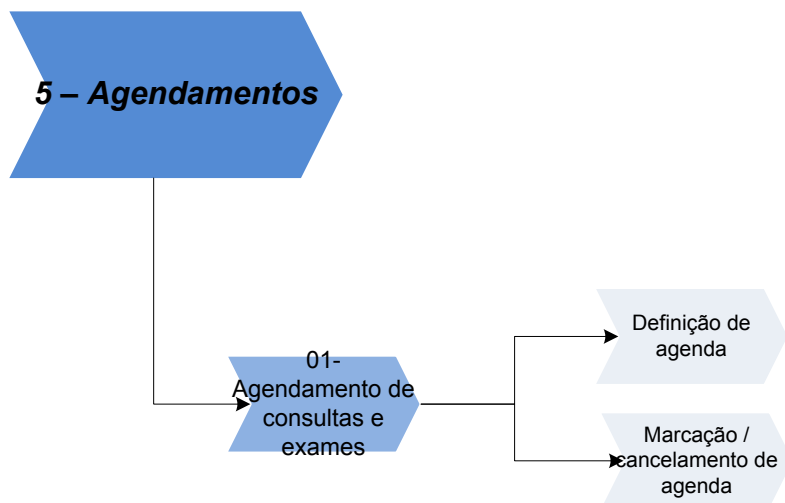 5 – Agendamentos
01-
Agendamento de
consultas e
exames
Definição de
agenda
Marcação /
cancelamento de
agenda